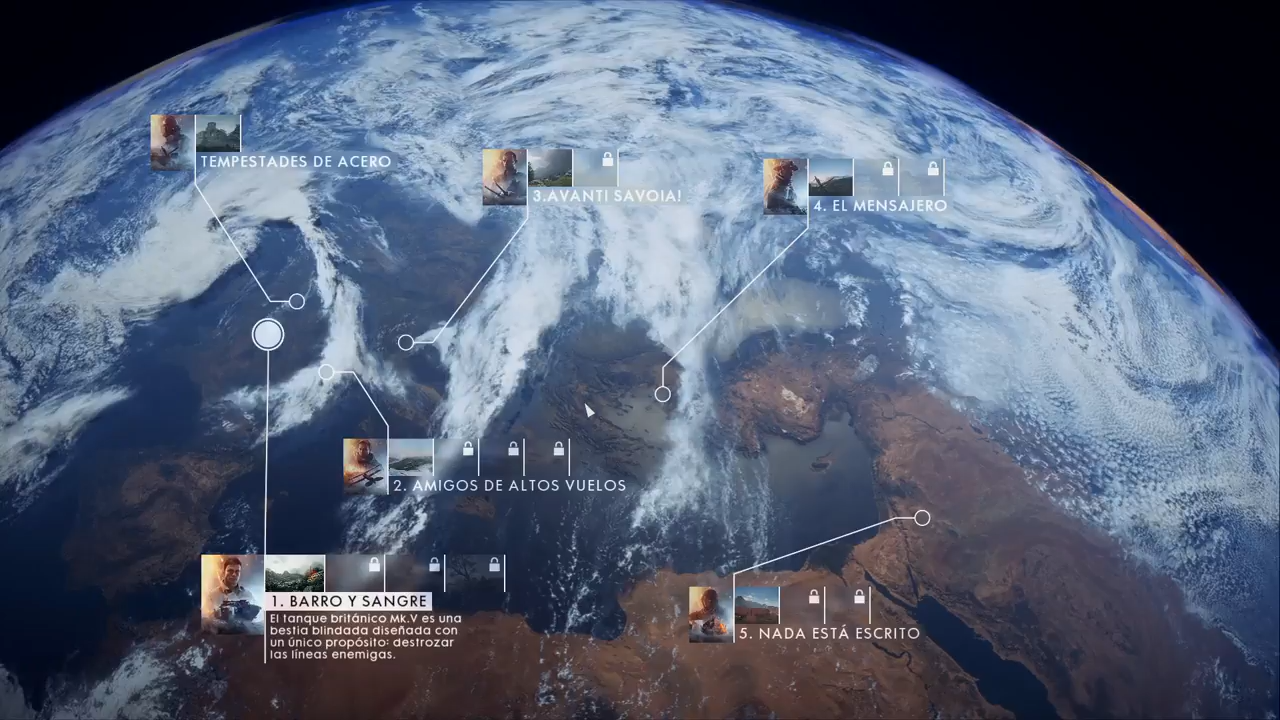 TEMPESTADES DE ACERO
3.AVANTI SAVOIA!
4. EL MENSAJERO
2. AMIGOS DE ALTOS VUELOS
1. BARRO Y SANGRE
El tanque británico Mk.V es una
bestia blindada diseñada con
un único propósito: destrozar
las líneas enemigas.
5. NADA ESTÁ ESCRITO